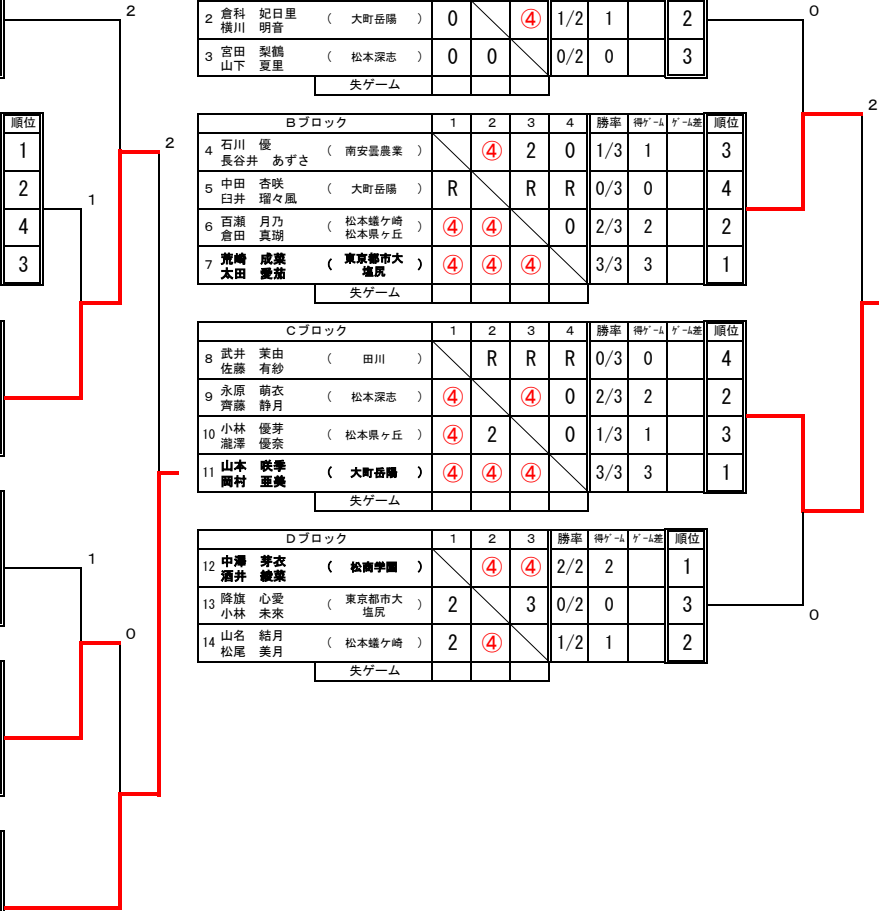 2
2 倉科 妃日里 横川 明音 ( 大町岳陽 ) 0 ④ 1/2 1 2
0
3 宮田 梨鶴 山下 夏里 ( 松本深志 ) 0 0 0/2 0 3
失ゲーム
順位
1
2
4
3
2
1
2
Bブロック 1 2 3 4 勝率 得ゲーム ゲーム差 順位
4 石川 優 長谷井 あずさ ( 南安曇農業 ) ④ 2 0 1/3 1 3
5 中田 杏咲 臼井 瑠々風 ( 大町岳陽 ) R R R 0/3 0 4
6 百瀬 月乃 倉田 真瑚 ( 松本蟻ケ崎 松本県ヶ丘 ) ④ ④ 0 2/3 2 2
7 荒崎 成菜 太田 愛茄 ( 東京都市大 塩尻 ) ④ ④ ④ 3/3 3 1
失ゲーム
Cブロック 1 2 3 4 勝率 得ゲーム ゲーム差 順位
8 武井 茉由 佐藤 有紗 ( 田川 ) R R R 0/3 0 4
9 永原 萌衣 齊藤 静月 ( 松本深志 ) ④ ④ 0 2/3 2 2
10 小林 優芽 瀧澤 優奈 ( 松本県ヶ丘 ) ④ 2 0 1/3 1 3
11 山本 咲季 岡村 亜美 ( 大町岳陽 ) ④ ④ ④ 3/3 3 1
失ゲーム
1
0
Dブロック 1 2 3 勝率 得ゲーム ゲーム差 順位
12 中澤 芽衣 酒井 綾菜 ( 松商学園 ) ④ ④ 2/2 2 1
13 降旗 心愛 小林 未來 ( 東京都市大 塩尻 ) 2 3 0/2 0 3
14 山名 結月 松尾 美月 ( 松本蟻ケ崎 ) 2 ④ 1/2 1 2
失ゲーム
0